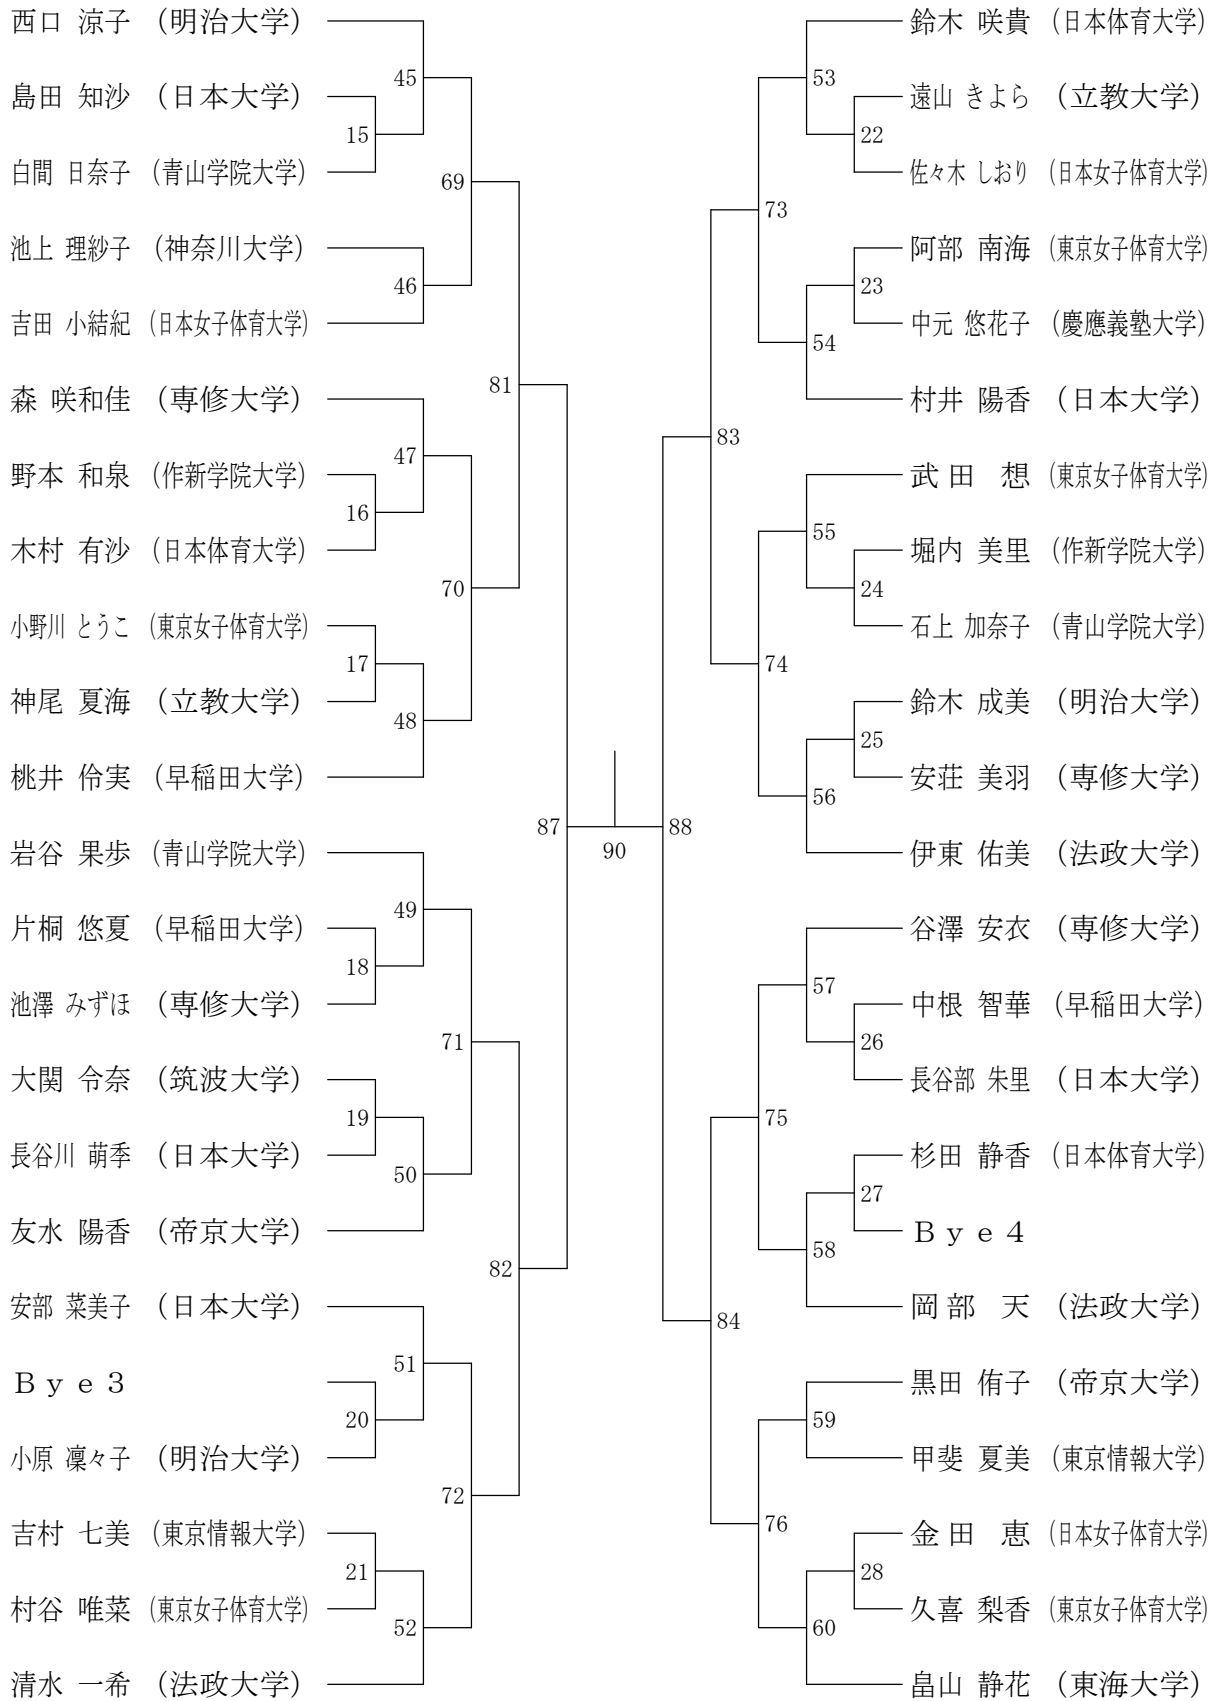 西口 涼子 (明治大学)
45
島田 知沙 (日本大学)
15
白間 日奈子 (青山学院大学)
69
池上 理紗子 (神奈川大学)
46
吉田 小結紀 (日本女子体育大学)
81
森 咲和佳 (専修大学)
47
野本 和泉 (作新学院大学)
16
木村 有沙 (日本体育大学)
70
小野川 とうこ (東京女子体育大学)
17
神尾 夏海 (立教大学)
48
桃井 伶実 (早稲田大学)
87
岩谷 果歩 (青山学院大学)
49
片桐 悠夏 (早稲田大学)
18
池澤 みずほ (専修大学)
71
大関 令奈 (筑波大学)
19
長谷川 萌季 (日本大学)
50
友水 陽香 (帝京大学)
82
安部 菜美子 (日本大学)
51
Ｂｙｅ３
20
小原 凜々子 (明治大学)
72
吉村 七美 (東京情報大学)
21
村谷 唯菜 (東京女子体育大学)
52
清水 一希 (法政大学)
90
鈴木 咲貴 (日本体育大学)
53
遠山 きよら (立教大学)
22
佐々木 しおり (日本女子体育大学)
73
阿部 南海 (東京女子体育大学)
23
中元 悠花子 (慶應義塾大学)
54
村井 陽香 (日本大学)
83
武田 想 (東京女子体育大学)
55
堀内 美里 (作新学院大学)
24
石上 加奈子 (青山学院大学)
74
鈴木 成美 (明治大学)
25
安荘 美羽 (専修大学)
56
88
伊東 佑美 (法政大学)
谷澤 安衣 (専修大学)
57
中根 智華 (早稲田大学)
26
長谷部 朱里 (日本大学)
75
杉田 静香 (日本体育大学)
27
Ｂｙｅ４
58
岡部 天 (法政大学)
84
黒田 侑子 (帝京大学)
59
甲斐 夏美 (東京情報大学)
76
金田 恵 (日本女子体育大学)
28
久喜 梨香 (東京女子体育大学)
60
畠山 静花 (東海大学)